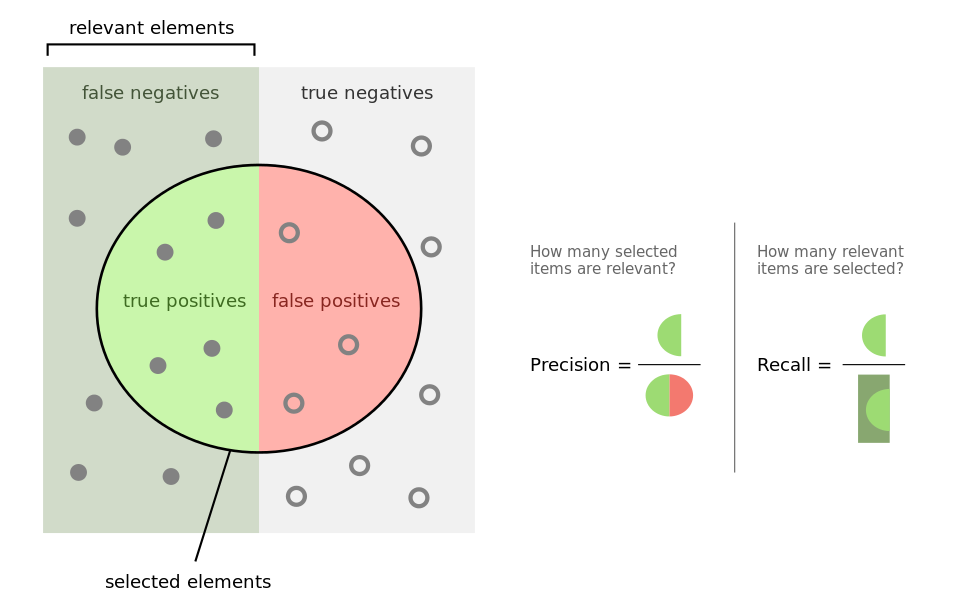 relevant elements
false negatives
true negatives
true positives
false positives
selected elements
How many selected
items are relevant?
Precision =
How many relevant
items are selected?
Recall =